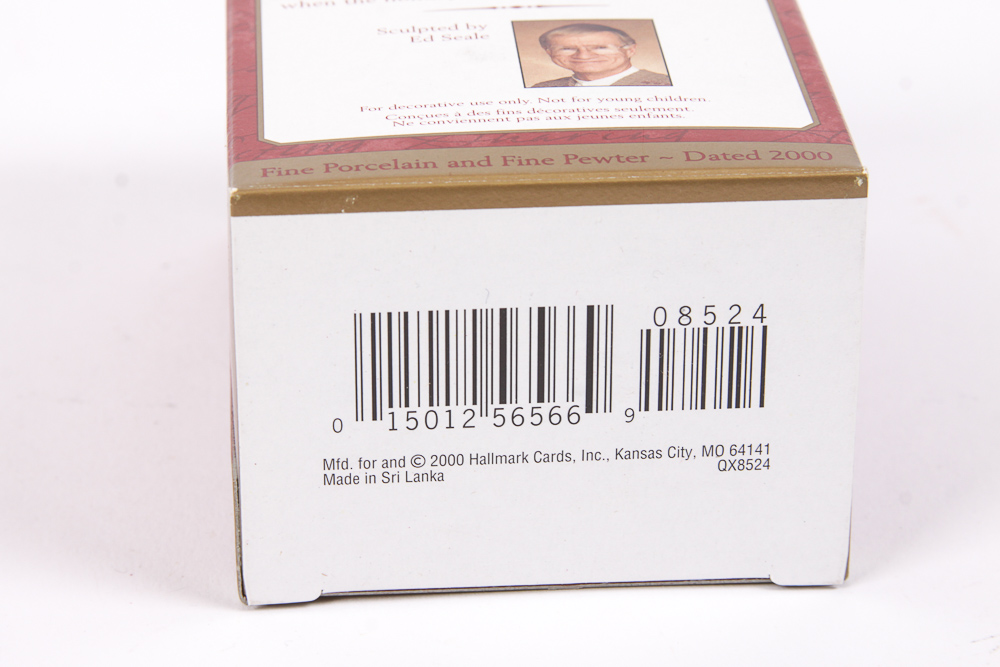 when the
Sculpted by
Ed Seale
For decorative use only. Not for young children.
Conçues à des fins décoratives seulement.
Ne conviennent pas aux jeunes enfants.
Fine Porcelain and Fine Pewter ~ Dated 2000
08524
0 15012 56566 9
Mfd. for and © 2000 Hallmark Cards, Inc., Kansas City, MO 64141
QX8524
Made in Sri Lanka